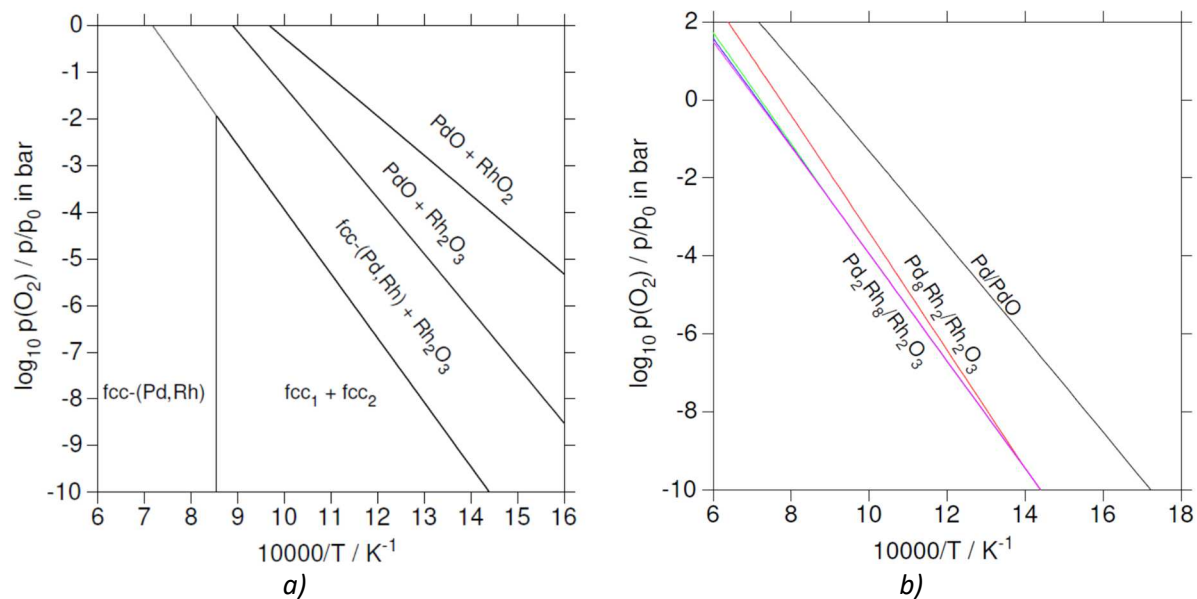 0
-1
-2
-3
-4
-5
-6
-7
-8
-9
-10
log10 p(O2) / p/p0 in bar
PdO + RhO2
PdO + Rh2O3
fcc-(Pd,Rh) + Rh2O3
fcc-(Pd,Rh)
fcc1 + fcc2
6 7 8 9 10 11 12 13 14 15 16
10000/T / K-1
a)
2
0
-2
-4
-6
-8
-10
log10 p(O2) / p/p0 in bar
Pd/PdO
Pd8Rh2/Rh2O3
Pd2Rh8/Rh2O3
6 8 10 12 14 16 18
10000/T / K-1
b)